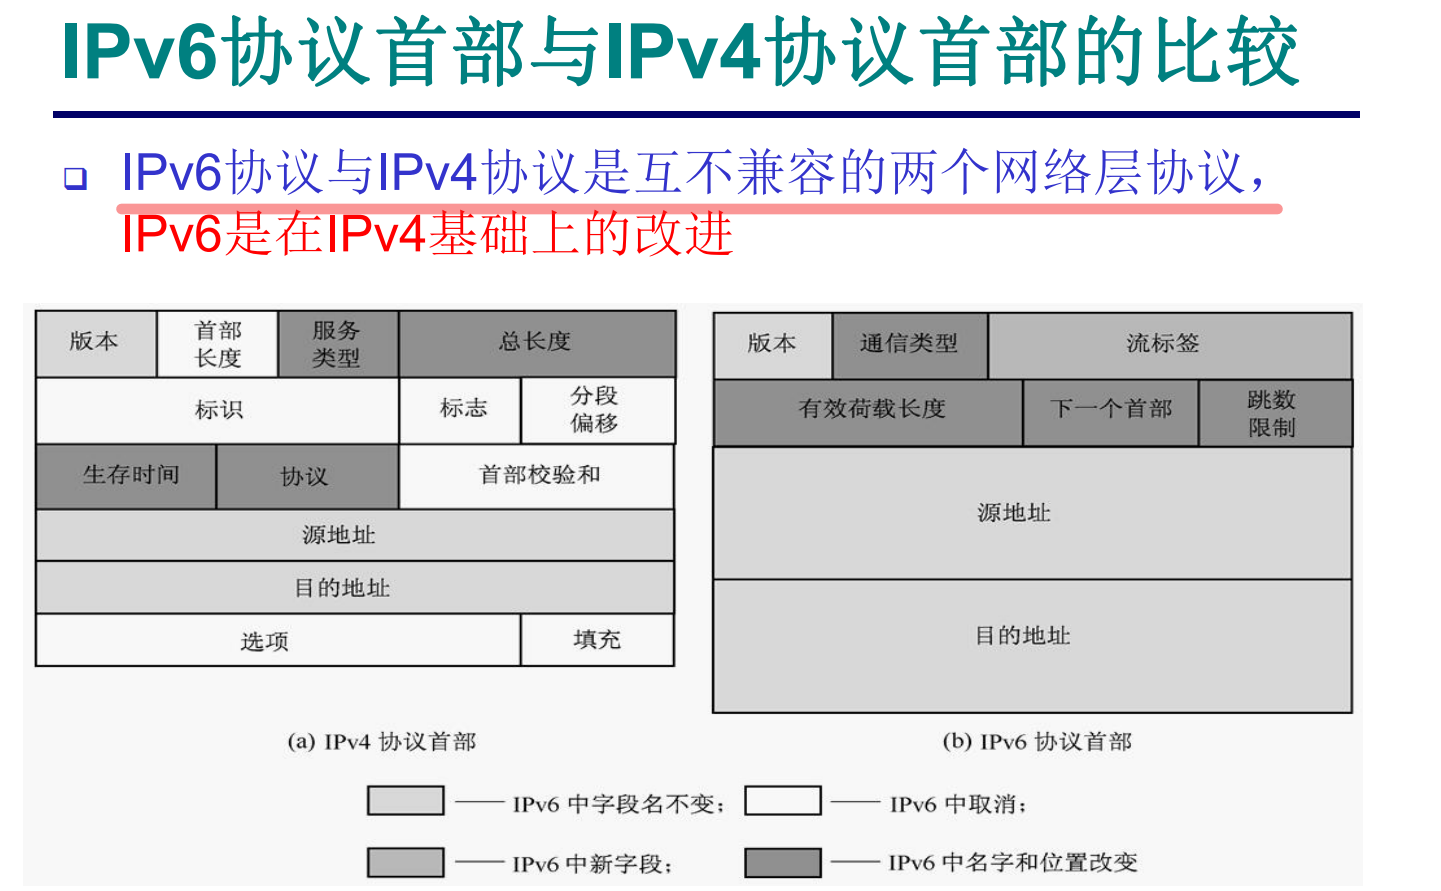 IPv6协议首部与IPv4协议首部的比较
IPv6协议与IPv4协议是互不兼容的两个网络层协议，
IPv6是在IPv4基础上的改进
版本 首部长度 服务类型 总长度
标识 标志 分段偏移
生存时间 协议 首部校验和
源地址
目的地址
选项 填充
(a) IPv4 协议首部
版本 通信类型 流标签
有效荷载长度 下一个首部 跳数限制
源地址
目的地址
(b) IPv6 协议首部
—— IPv6 中字段名不变； —— IPv6 中取消；
—— IPv6 中新字段； —— IPv6 中名字和位置改变